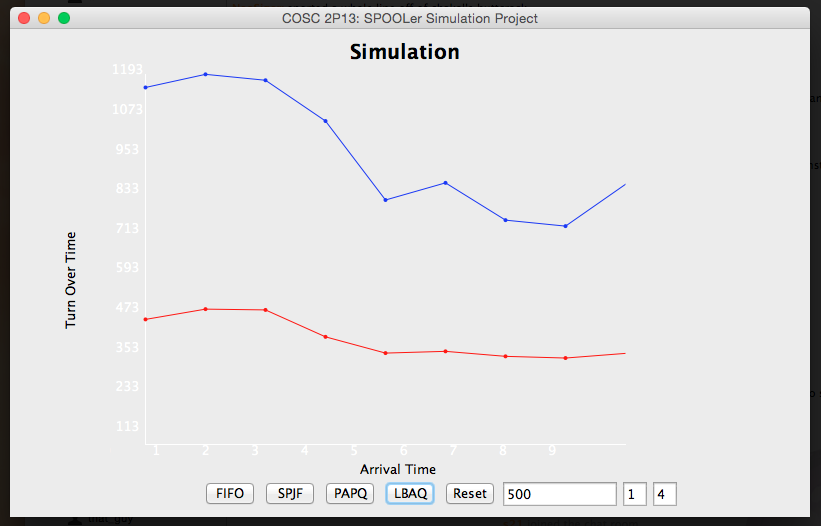 COSC 2P13: SPOOLer Simulation Project
Simulation
1193
1073
953
833
713
593
473
353
233
113
Turn Over Time
1 2 3 4 5 6 7 8 9
Arrival Time
FIFO SPJF PAPQ LBAQ Reset 500 1 4
that_guy